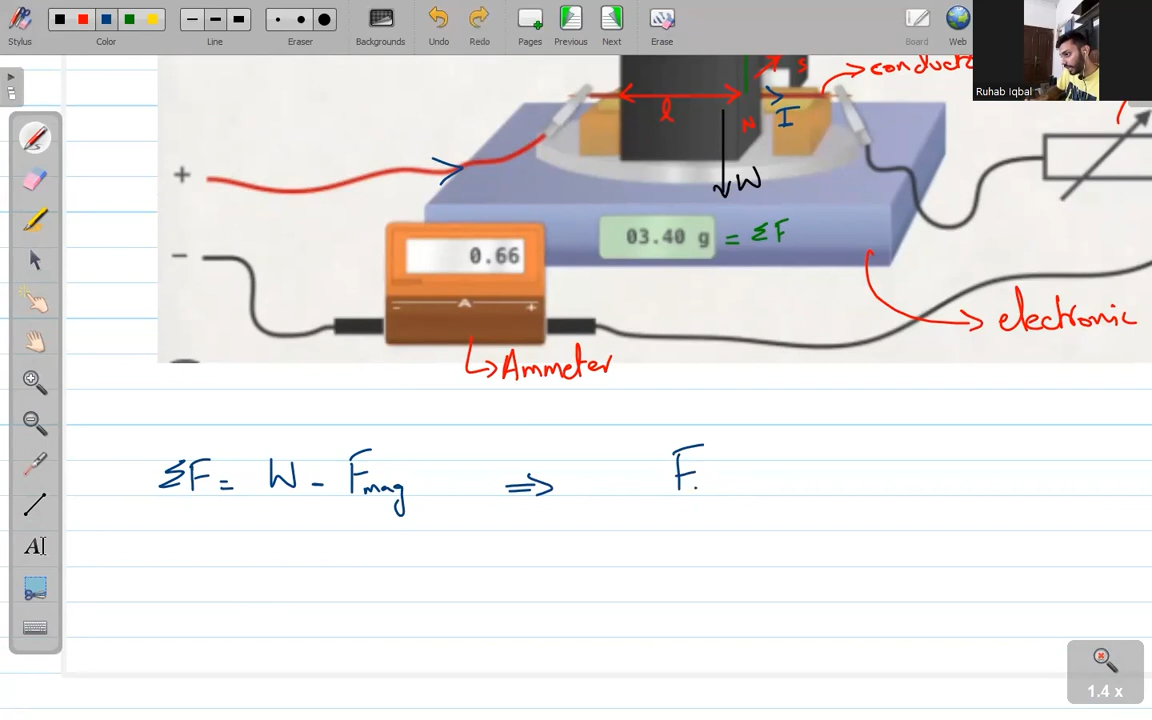 Stylus
Color
Line
Eraser
Backgrounds
Undo
Redo
Pages
Previous
Next
Erase
Board
Web
Ruhab Iqbal
S
conduct
l
N
I
+
W
03.40 g = ΣF
0.66
−
A
− +
electronic
Ammeter
ΣF = W - Fmag ⇒ F
AI
1.4 x